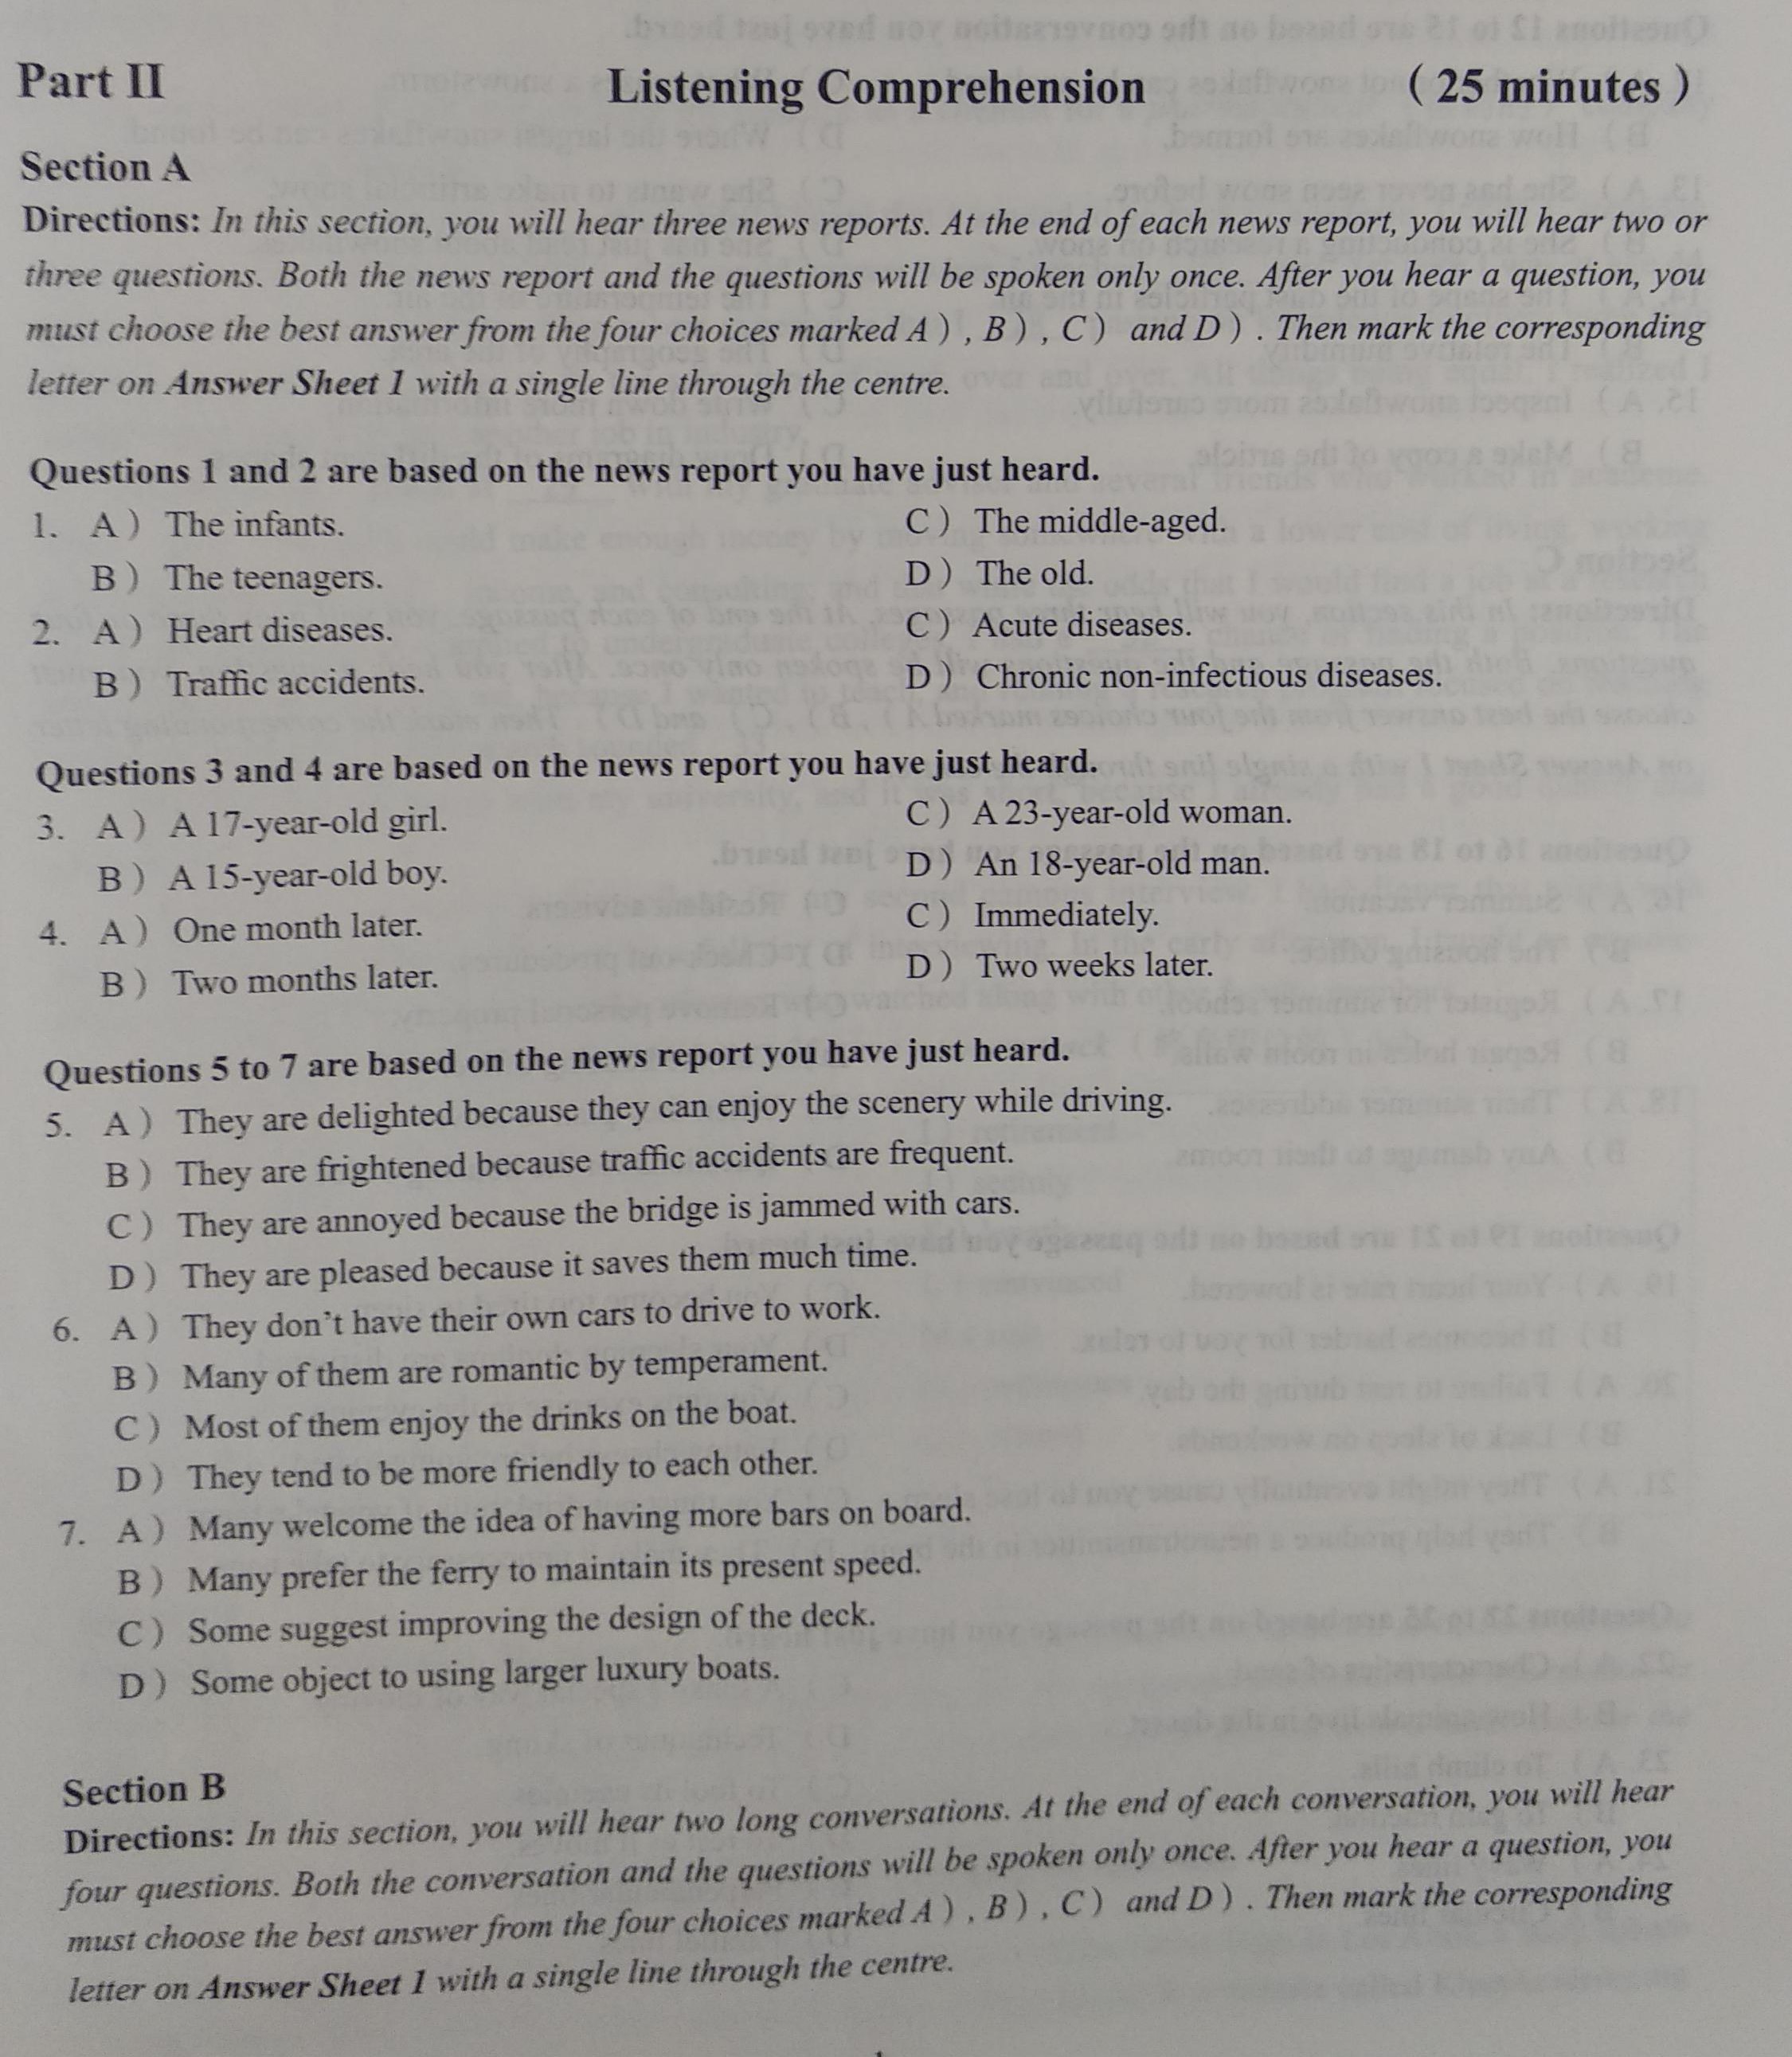 Part II Listening Comprehension ( 25 minutes )
Section A
Directions: In this section, you will hear three news reports. At the end of each news report, you will hear two or
three questions. Both the news report and the questions will be spoken only once. After you hear a question, you
must choose the best answer from the four choices marked A ) , B ) , C ) and D ) . Then mark the corresponding
letter on Answer Sheet 1 with a single line through the centre.
Questions 1 and 2 are based on the news report you have just heard.
1. A ) The infants. C ) The middle-aged.
B ) The teenagers. D ) The old.
2. A ) Heart diseases. C ) Acute diseases.
B ) Traffic accidents. D ) Chronic non-infectious diseases.
Questions 3 and 4 are based on the news report you have just heard.
3. A ) A 17-year-old girl. C ) A 23-year-old woman.
B ) A 15-year-old boy. D ) An 18-year-old man.
4. A ) One month later. C ) Immediately.
B ) Two months later. D ) Two weeks later.
Questions 5 to 7 are based on the news report you have just heard.
5. A ) They are delighted because they can enjoy the scenery while driving.
B ) They are frightened because traffic accidents are frequent.
C ) They are annoyed because the bridge is jammed with cars.
D ) They are pleased because it saves them much time.
6. A ) They don't have their own cars to drive to work.
B ) Many of them are romantic by temperament.
C ) Most of them enjoy the drinks on the boat.
D ) They tend to be more friendly to each other.
7. A ) Many welcome the idea of having more bars on board.
B ) Many prefer the ferry to maintain its present speed.
C ) Some suggest improving the design of the deck.
D ) Some object to using larger luxury boats.
Section B
Directions: In this section, you will hear two long conversations. At the end of each conversation, you will hear
four questions. Both the conversation and the questions will be spoken only once. After you hear a question, you
must choose the best answer from the four choices marked A ) , B ) , C ) and D ) . Then mark the corresponding
letter on Answer Sheet 1 with a single line through the centre.